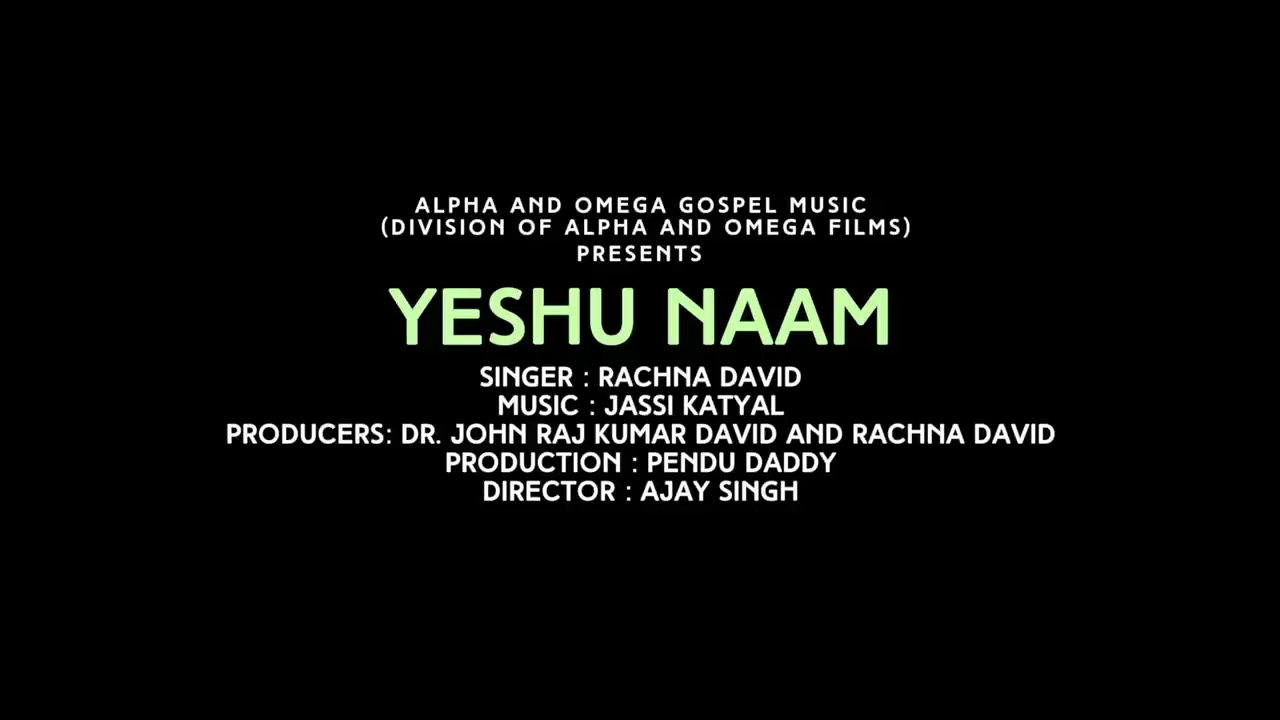 ALPHA AND OMEGA GOSPEL MUSIC
(DIVISION OF ALPHA AND OMEGA FILMS)
PRESENTS
YESHU NAAM
SINGER : RACHNA DAVID
MUSIC : JASSI KATYAL
PRODUCERS: DR. JOHN RAJ KUMAR DAVID AND RACHNA DAVID
PRODUCTION : PENDU DADDY
DIRECTOR : AJAY SINGH